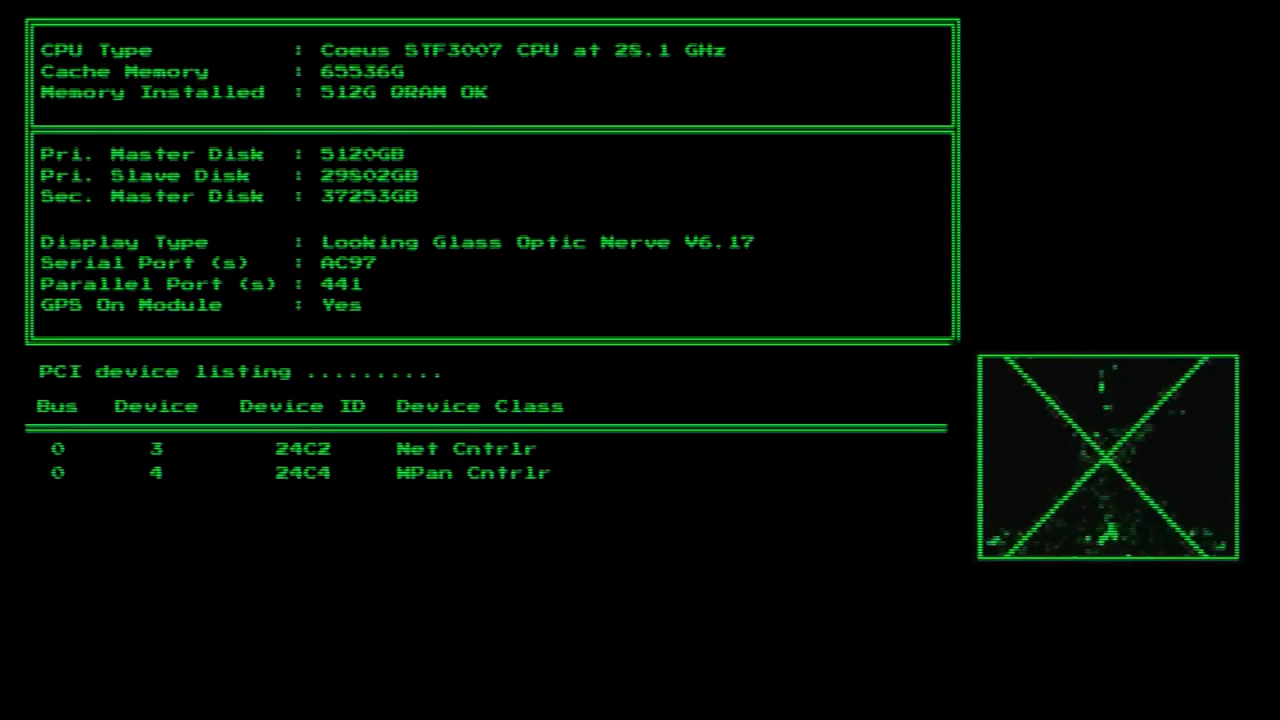 CPU Type : Coeus STF3007 CPU at 28.1 GHz
Cache Memory : 65536G
Memory Installed : 512G QRAM OK
Pri. Master Disk : 5120GB
Pri. Slave Disk : 29802GB
Sec. Master Disk : 37253GB
Display Type : Looking Glass Optic Nerve V6.17
Serial Port (s) : AC97
Parallel Port (s) : 441
GPS On Module : Yes
PCI device listing ..........
Bus Device Device ID Device Class
0 3 24C2 Net Cntrlr
0 4 24C4 WPan Cntrlr